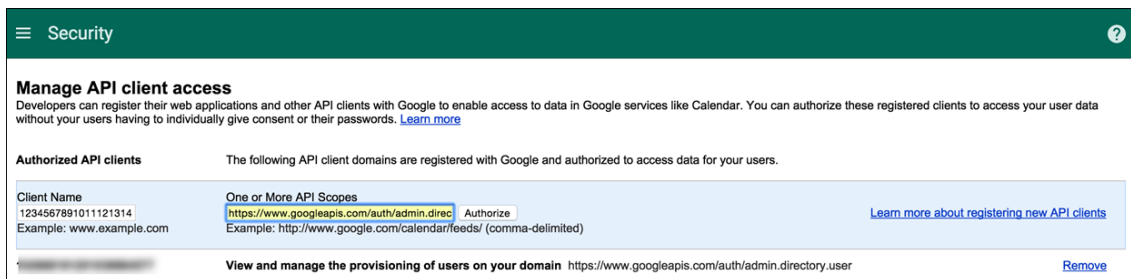 Security
Manage API client access
Developers can register their web applications and other API clients with Google to enable access to data in Google services like Calendar. You can authorize these registered clients to access your user data
without your users having to individually give consent or their passwords. Learn more
Authorized API clients The following API client domains are registered with Google and authorized to access data for your users.
Client Name One or More API Scopes
1234567891011121314 https://www.googleapis.com/auth/admin.direc Authorize Learn more about registering new API clients
Example: www.example.com Example: http://www.google.com/calendar/feeds/ (comma-delimited)
View and manage the provisioning of users on your domain https://www.googleapis.com/auth/admin.directory.user Remove